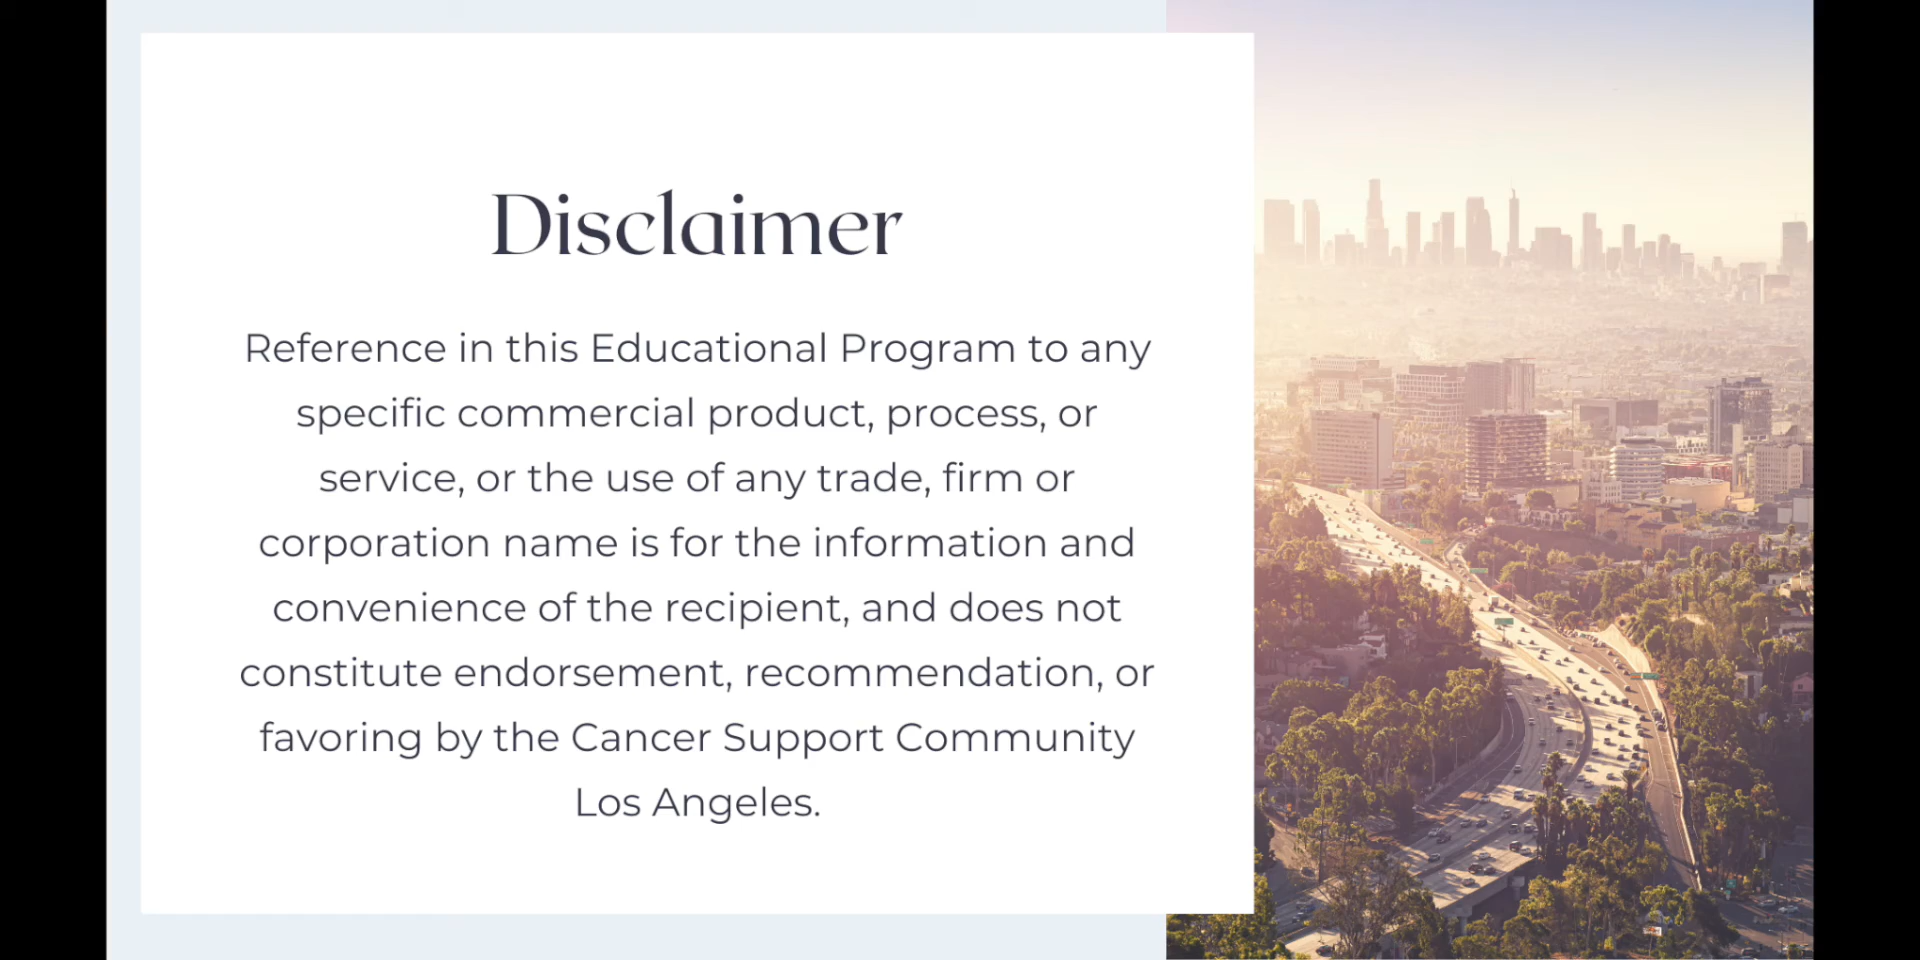 Disclaimer
Reference in this Educational Program to any
specific commercial product, process, or
service, or the use of any trade, firm or
corporation name is for the information and
convenience of the recipient, and does not
constitute endorsement, recommendation, or
favoring by the Cancer Support Community
Los Angeles.